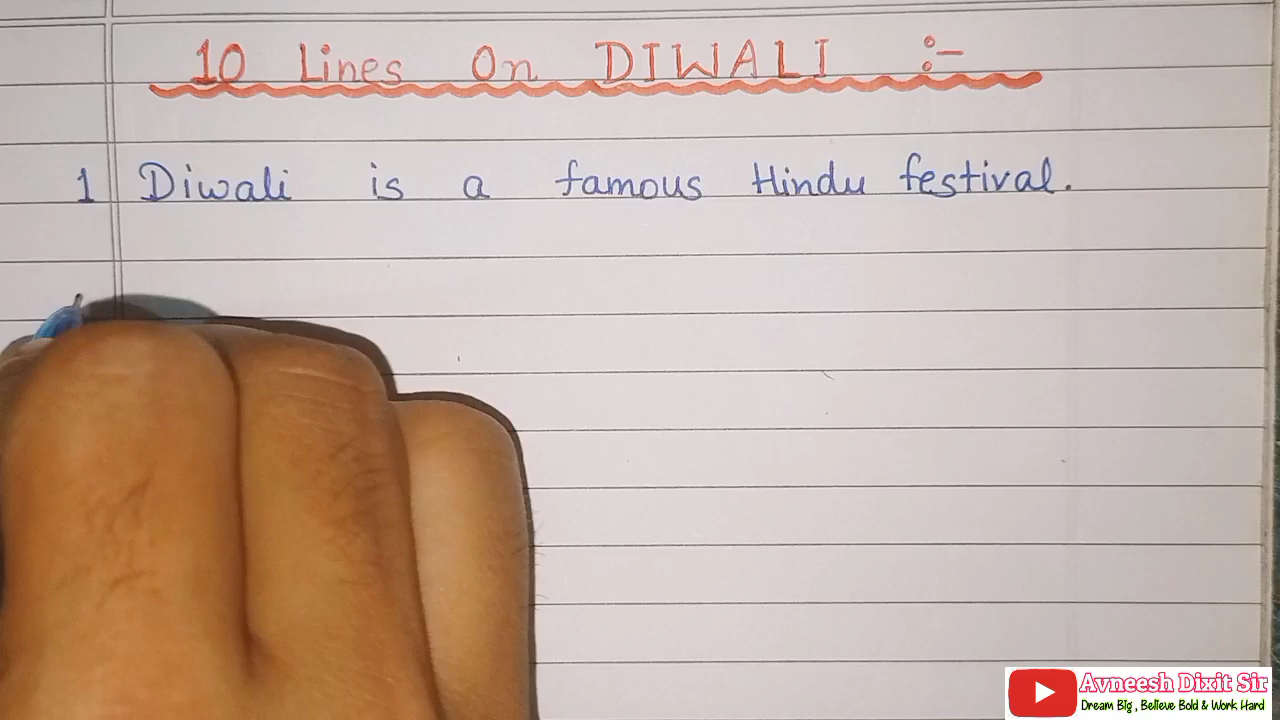 10 Lines On DIWALI :-
1 Diwali is a famous Hindu festival.
Avneesh Dixit Sir
Dream Big , Believe Bold & Work Hard